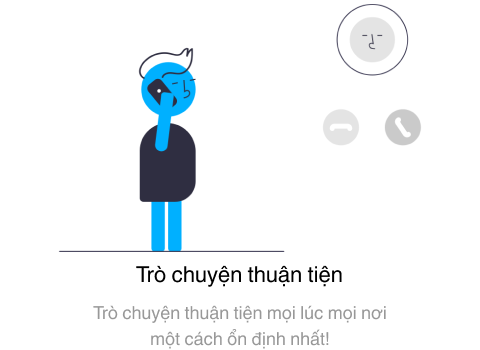 Trò chuyện thuận tiện
Trò chuyện thuận tiện mọi lúc mọi nơi
một cách ổn định nhất!